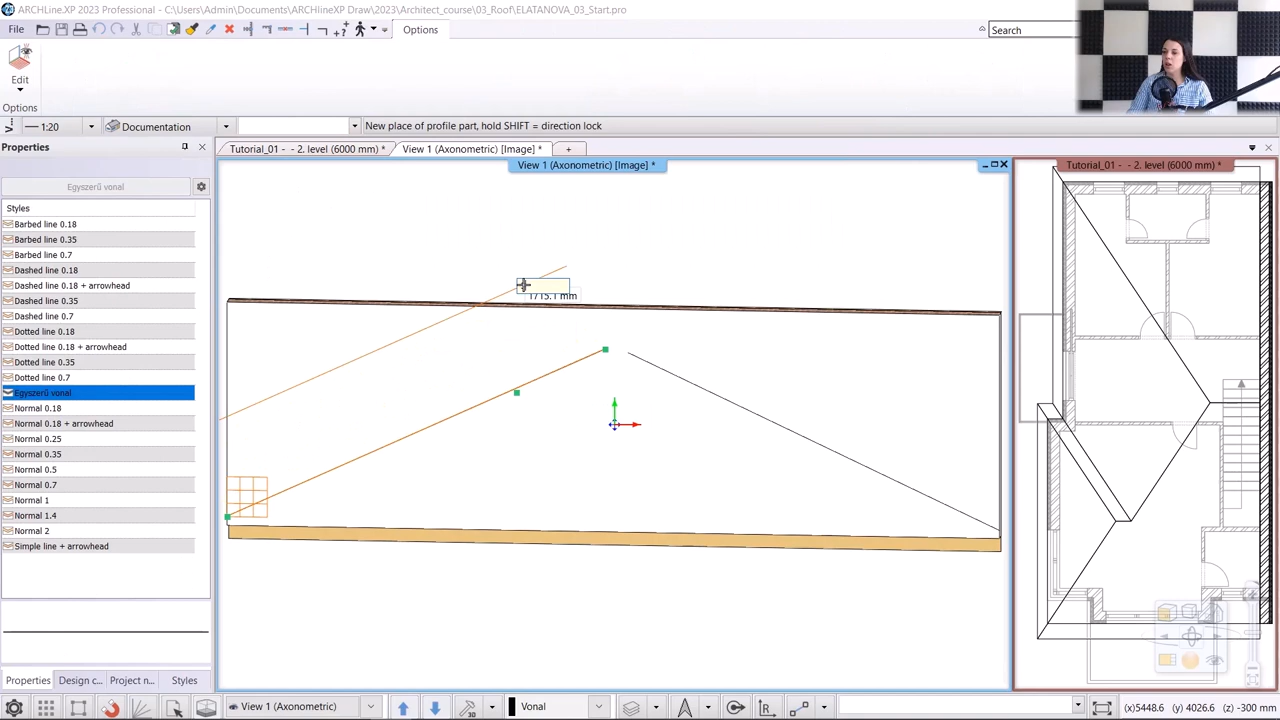 ARCHLine.XP 2023 Professional - C:\Users\Admin\Documents\ARCHLineXP Draw\2023\Architect_course\03_Roof\ELATANOVA_03_Start.pro
File
Options
Search
Edit
Options
1:20
Documentation
New place of profile part, hold SHIFT = direction lock
Properties
Tutorial_01 - - 2. level (6000 mm) *
View 1 (Axonometric) [Image] *
+
View 1 (Axonometric) [Image] *
Tutorial_01 - - 2. level (6000 mm) *
Egyszerű vonal
Styles
Barbed line 0.18
Barbed line 0.35
Barbed line 0.7
Dashed line 0.18
Dashed line 0.18 + arrowhead
Dashed line 0.35
Dashed line 0.7
Dotted line 0.18
Dotted line 0.18 + arrowhead
Dotted line 0.35
Dotted line 0.7
Egyszerű vonal
Normal 0.18
Normal 0.18 + arrowhead
Normal 0.25
Normal 0.35
Normal 0.5
Normal 0.7
Normal 1
Normal 1.4
Normal 2
Simple line + arrowhead
1715.1 mm
Properties
Design c...
Project n...
Styles
View 1 (Axonometric)
Vonal
(x)5448.6 (y) 4026.6 (z) -300 mm